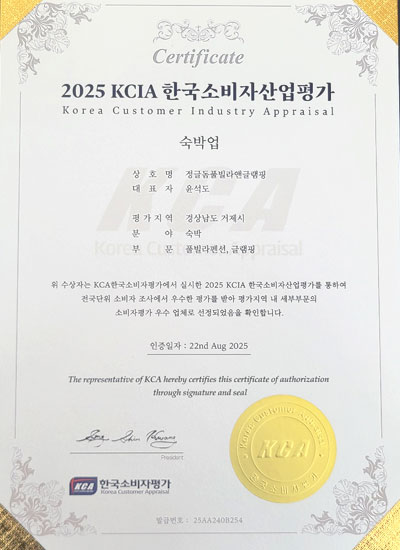 Certificate
2025 KCIA 한국소비자산업평가
Korea Customer Industry Appraisal
숙박업
상 호 명 정글돔풀빌라앤글램핑
대 표 자 윤석도
평가지역 경상남도 거제시
분 야 숙박
부 문 풀빌라펜션, 글램핑
위 수상자는 KCA한국소비자평가에서 실시한 2025 KCIA 한국소비자산업평가를 통하여
전국단위 소비자 조사에서 우수한 평가를 받아 평가지역 내 세부부문의
소비자평가 우수 업체로 선정되었음을 확인합니다.
인증일자 : 22nd Aug 2025
The representative of KCA hereby certifies this certificate of authorization
through signature and seal
President
KCA 한국소비자평가
Korea Customer Appraisal
KCA
한국소비자평가
발급번호 : 25AA240B254